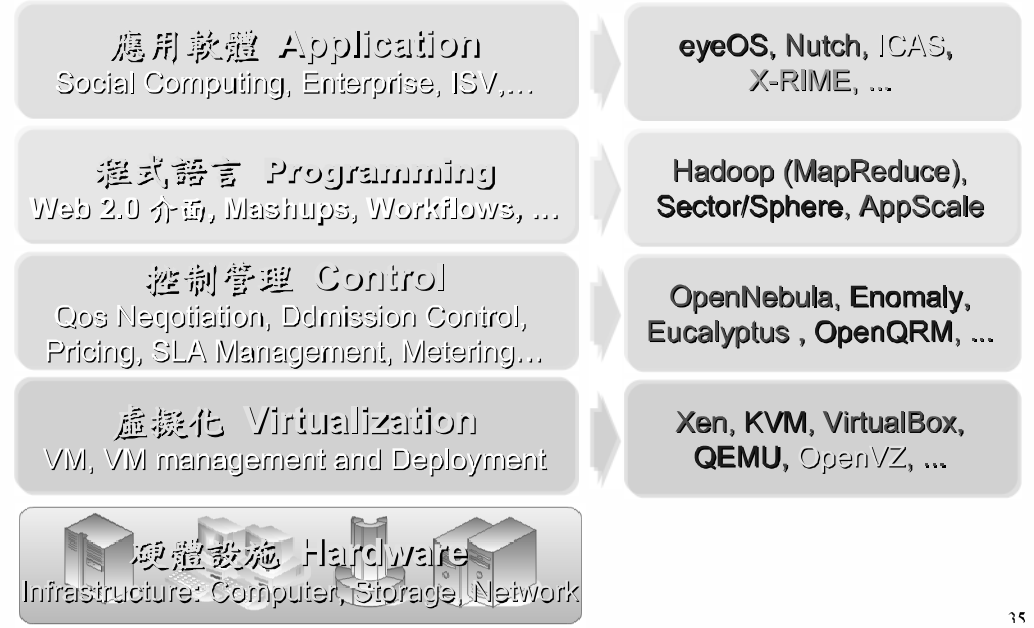 應用軟體 Application
Social Computing, Enterprise, ISV,…
eyeOS, Nutch, ICAS,
X-RIME, ...
程式語言 Programming
Web 2.0 介面, Mashups, Workflows, ...
Hadoop (MapReduce),
Sector/Sphere, AppScale
控制管理 Control
Qos Neqotiation, Ddmission Control,
Pricing, SLA Management, Metering…
OpenNebula, Enomaly,
Eucalyptus , OpenQRM, ...
虛擬化 Virtualization
VM, VM management and Deployment
Xen, KVM, VirtualBox,
QEMU, OpenVZ, ...
硬體設施 Hardware
Infrastructure: Computer, Storage, Network
35